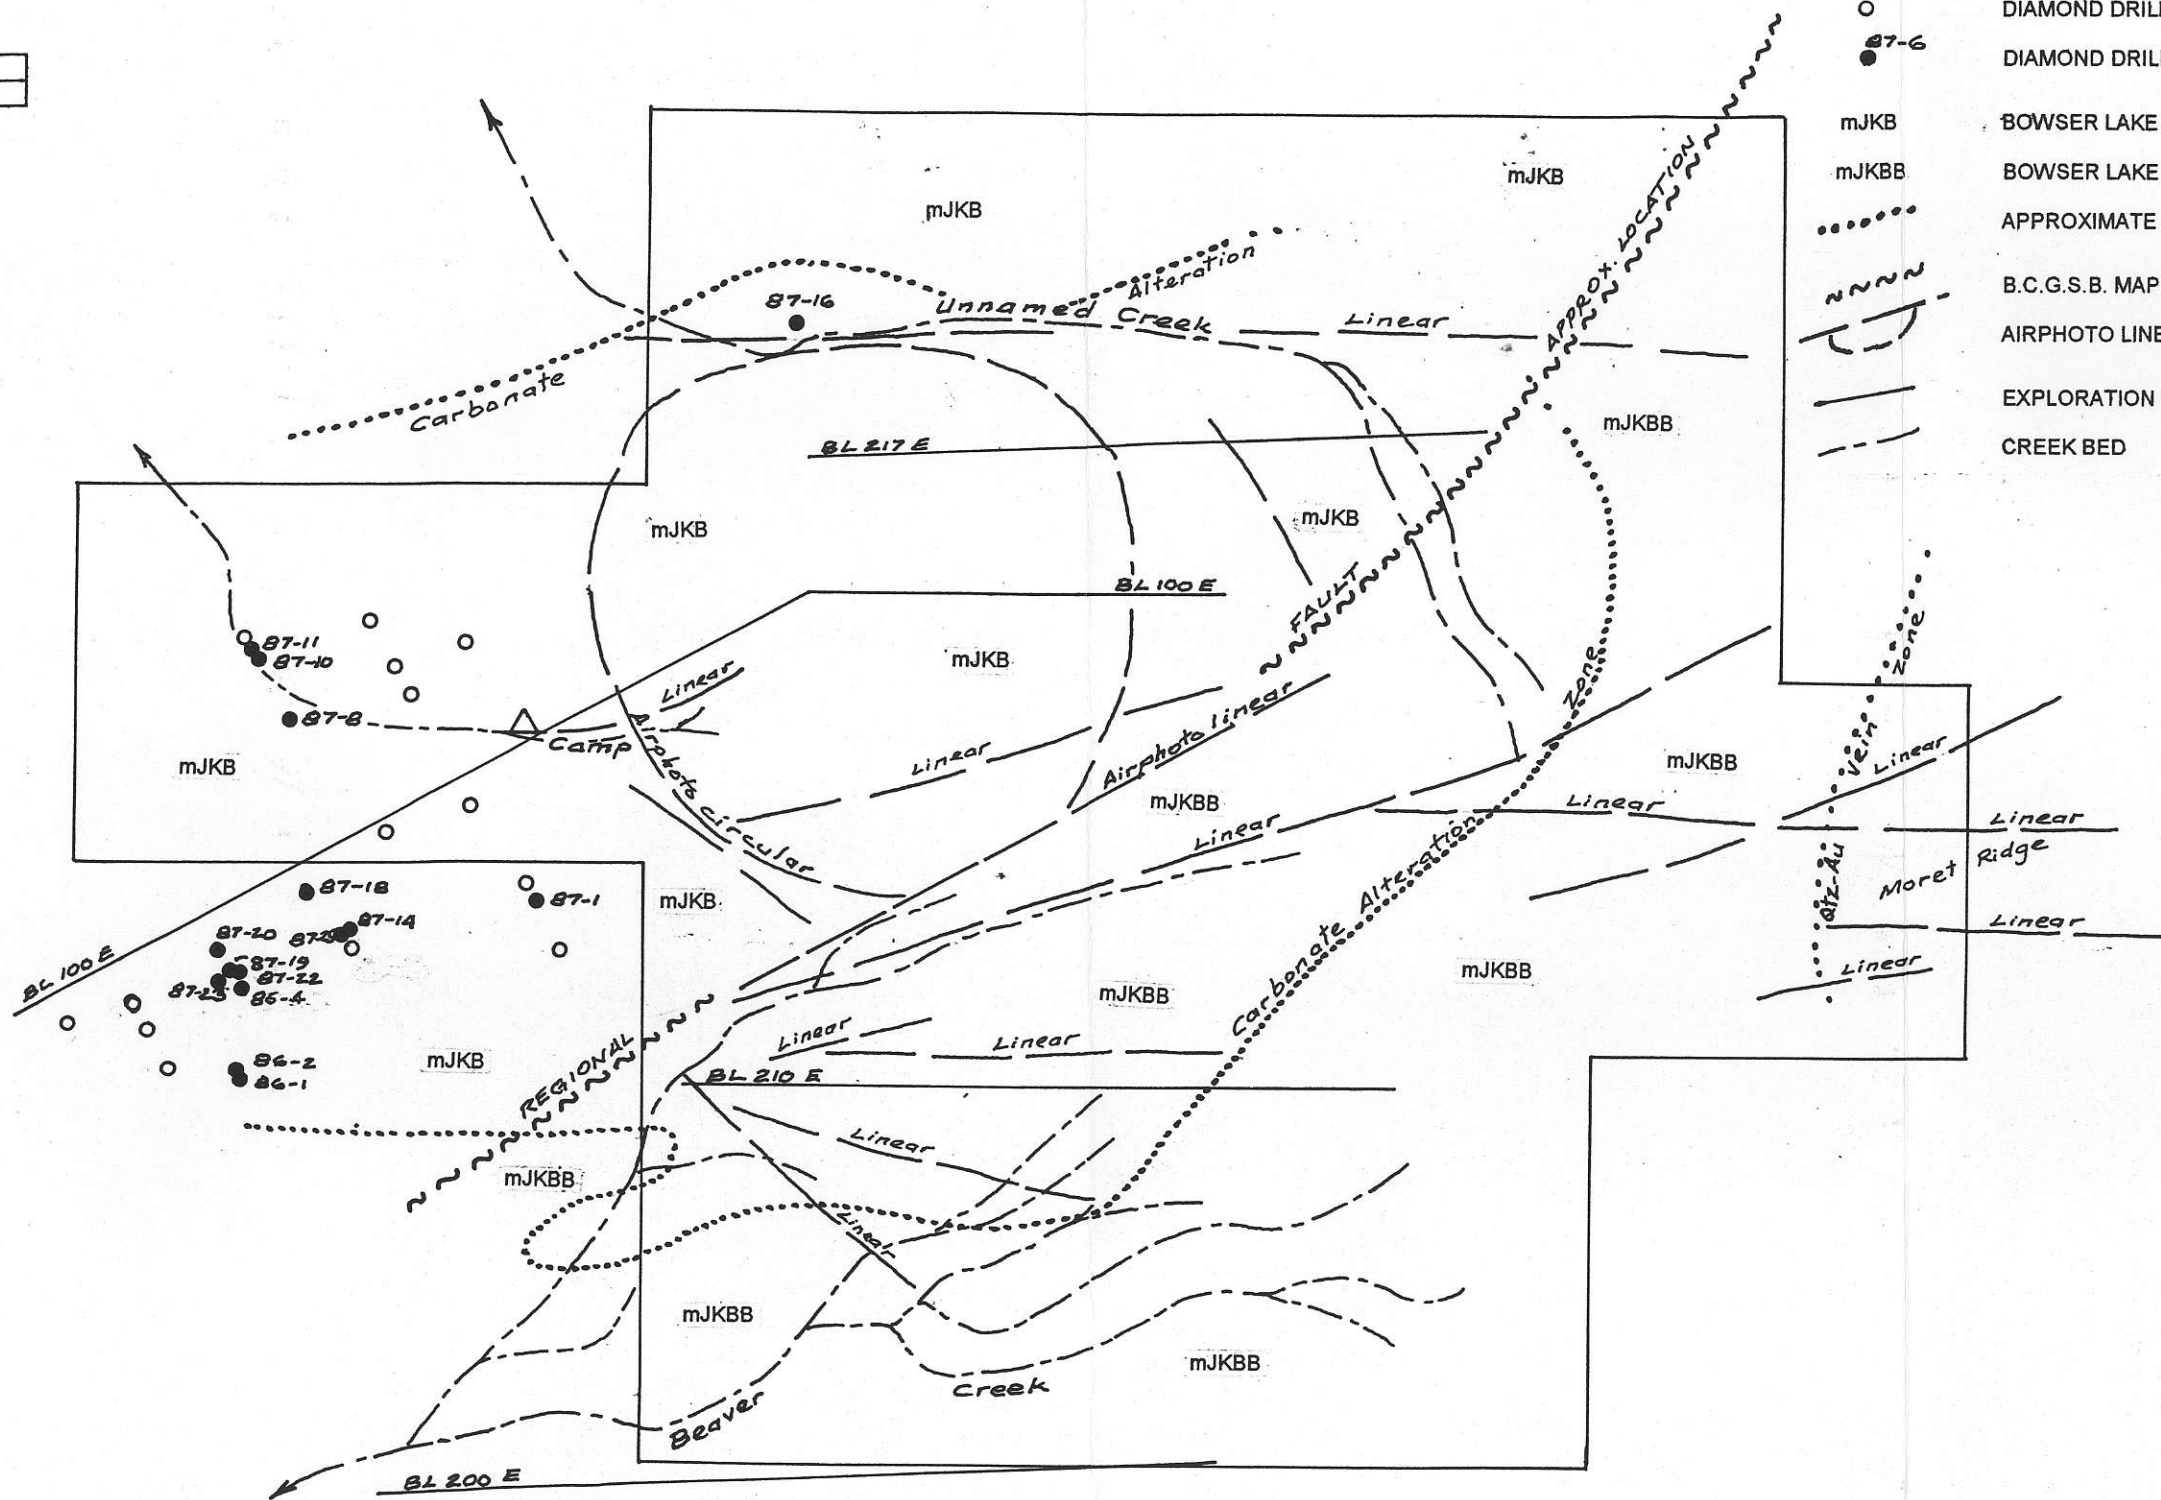 DIAMOND DRIL
87-6
DIAMOND DRIL
mJKB
BOWSER LAKE
mJKBB
BOWSER LAKE
APPROXIMATE
B.C.G.S.B. MAP
AIRPHOTO LINE
EXPLORATION
CREEK BED
mJKB
mJKB
APPROX. LOCATION
87-16
Unnamed Creek
Alteration
Linear
Carbonate
mJKBB
BL 217 E
mJKB
mJKB
FAULT
BL 100 E
87-11
87-10
mJKB
Zone
Zone
Linear
87-8
Camp
Airphoto circular
Linear
Airphoto linear
mJKB
mJKBB
mJKBB
Vein
Linear
Linear
Linear
Linear
Ridge
Moret
Qtz-Au
Linear
Linear
87-18
87-1
mJKB
87-14
87-20
87-19
87-22
86-4
BL 100 E
Carbonate Alteration
mJKBB
mJKBB
REGIONAL
Linear
Linear
mJKB
86-2
86-1
BL 210 E
Linear
mJKBB
Linear
mJKBB
mJKBB
Beaver
Creek
BL 200 E